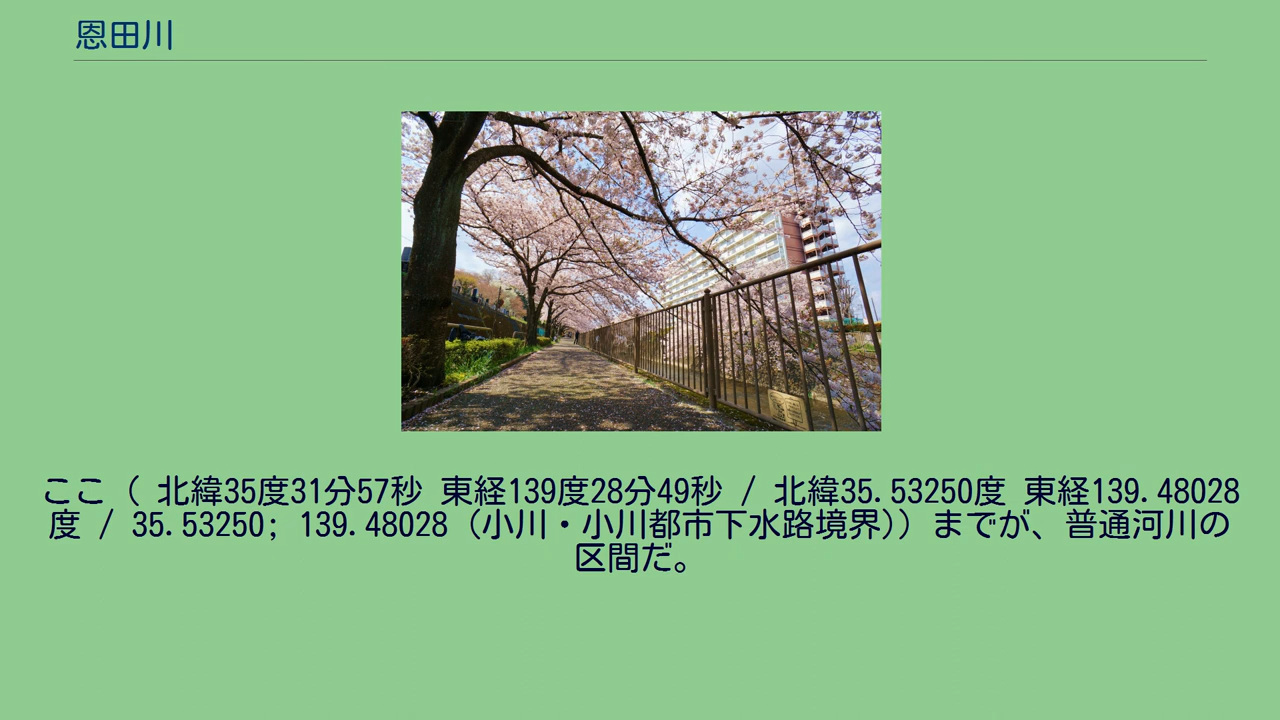 恩田川
ここ（ 北緯35度31分57秒 東経139度28分49秒 / 北緯35.53250度 東経139.48028
度 / 35.53250; 139.48028（小川・小川都市下水路境界））までが、普通河川の
区間だ。